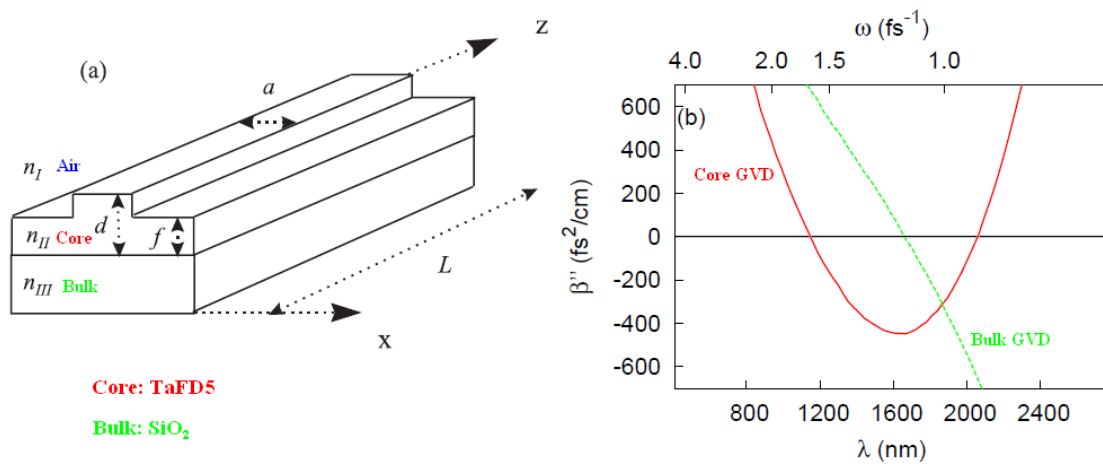 (a)
z
a
n_I Air
n_II Core
d
f
n_III Bulk
L
x
Core: TaFD5
Bulk: SiO₂
ω (fs⁻¹)
4.0 2.0 1.5 1.0
(b)
Core GVD
Bulk GVD
β'' (fs²/cm)
600
400
200
0
-200
-400
-600
800 1200 1600 2000 2400
λ (nm)